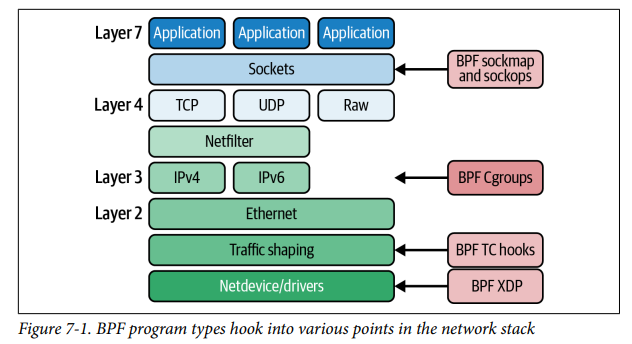 Layer 7 Application Application Application
Sockets BPF sockmap
and sockops
Layer 4 TCP UDP Raw
Netfilter
Layer 3 IPv4 IPv6 BPF Cgroups
Layer 2 Ethernet
Traffic shaping BPF TC hooks
Netdevice/drivers BPF XDP
Figure 7-1. BPF program types hook into various points in the network stack